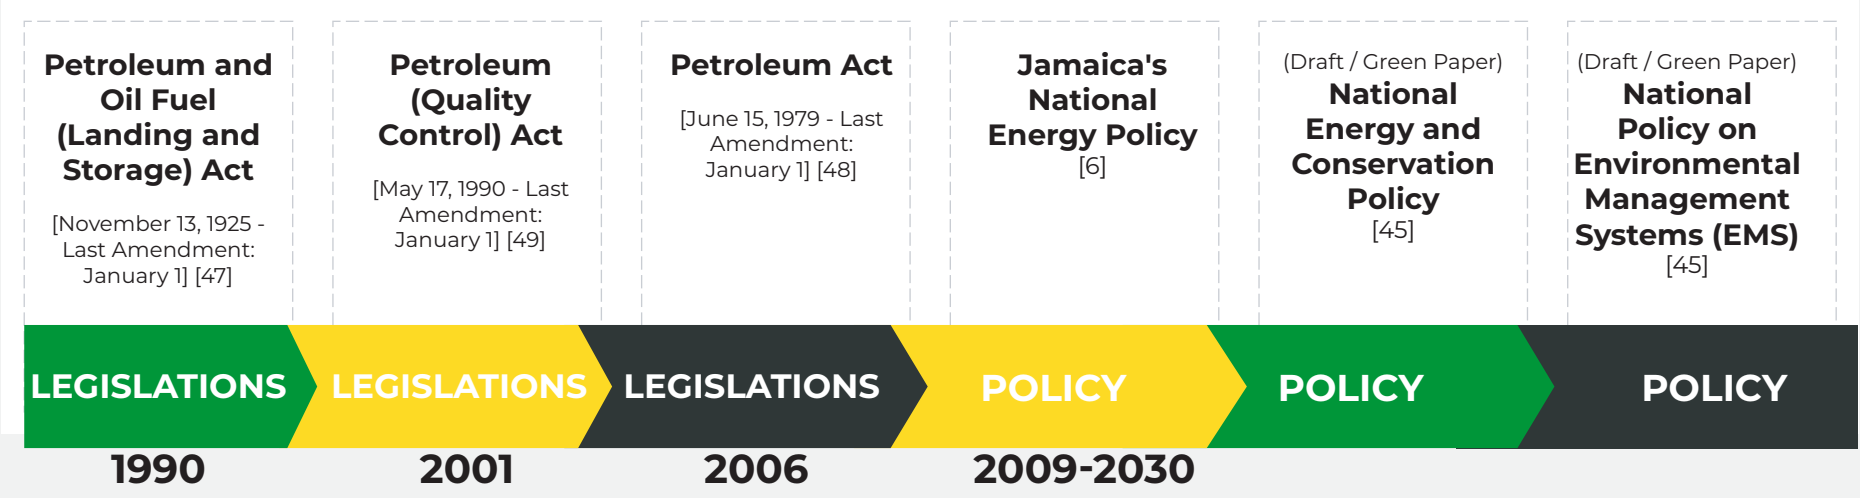 Petroleum and
Oil Fuel
(Landing and
Storage) Act
[November 13, 1925 -
Last Amendment:
January 1] [47]
Petroleum
(Quality
Control) Act
[May 17, 1990 - Last
Amendment:
January 1] [49]
Petroleum Act
[June 15, 1979 - Last
Amendment:
January 1] [48]
Jamaica's
National
Energy Policy
[6]
(Draft / Green Paper)
National
Energy and
Conservation
Policy
[45]
(Draft / Green Paper)
National
Policy on
Environmental
Management
Systems (EMS)
[45]
LEGISLATIONS
LEGISLATIONS
LEGISLATIONS
POLICY
POLICY
POLICY
1990
2001
2006
2009-2030